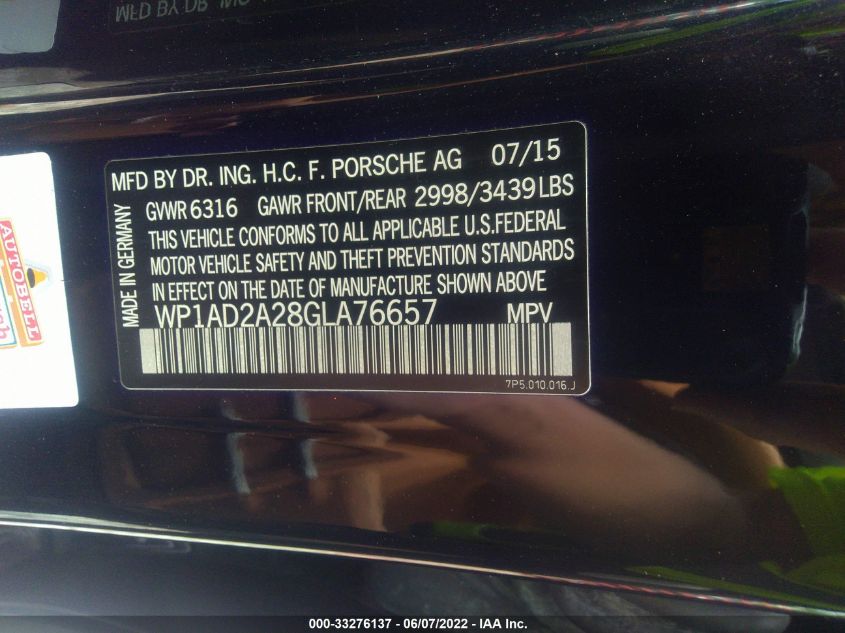 MFD BY DR. ING. H.C. F. PORSCHE AG 07/15
GVWR 6316 GAWR FRONT/REAR 2998/3439 LBS
THIS VEHICLE CONFORMS TO ALL APPLICABLE U.S.FEDERAL
MOTOR VEHICLE SAFETY AND THEFT PREVENTION STANDARDS
IN EFFECT ON THE DATE OF MANUFACTURE SHOWN ABOVE
WP1AD2A28GLA76657 MPV
7P5.010.016.J
MADE IN GERMANY
AUTOBELL
000-33276137 - 06/07/2022 - IAA Inc.